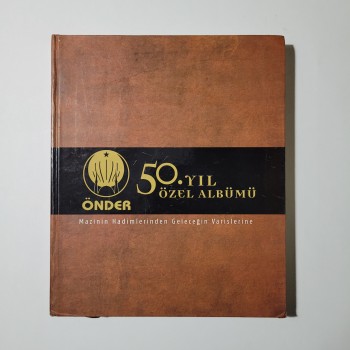 50. YIL
ÖZEL ALBÜMÜ
ÖNDER
Mazinin Hadimlerinden Geleceğin Varislerine